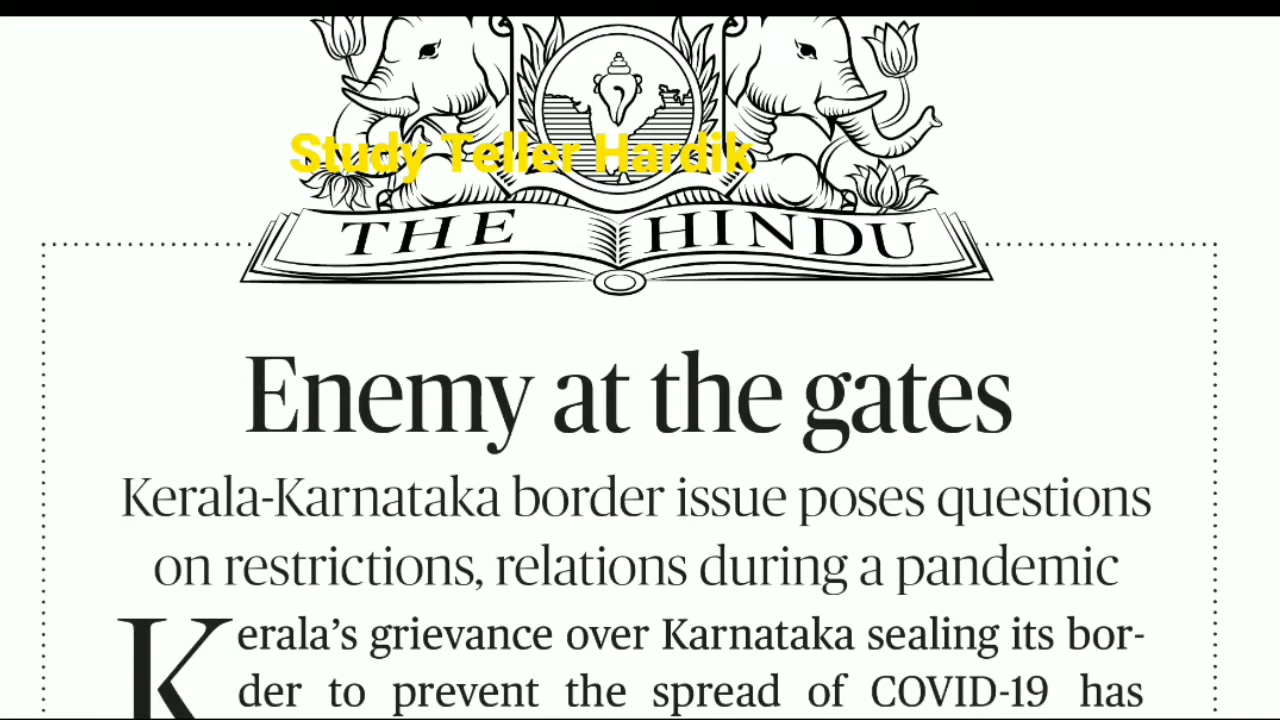 Study Teller Hardik
THE HINDU
Enemy at the gates
Kerala-Karnataka border issue poses questions
on restrictions, relations during a pandemic
Kerala's grievance over Karnataka sealing its bor-
der to prevent the spread of COVID-19 has